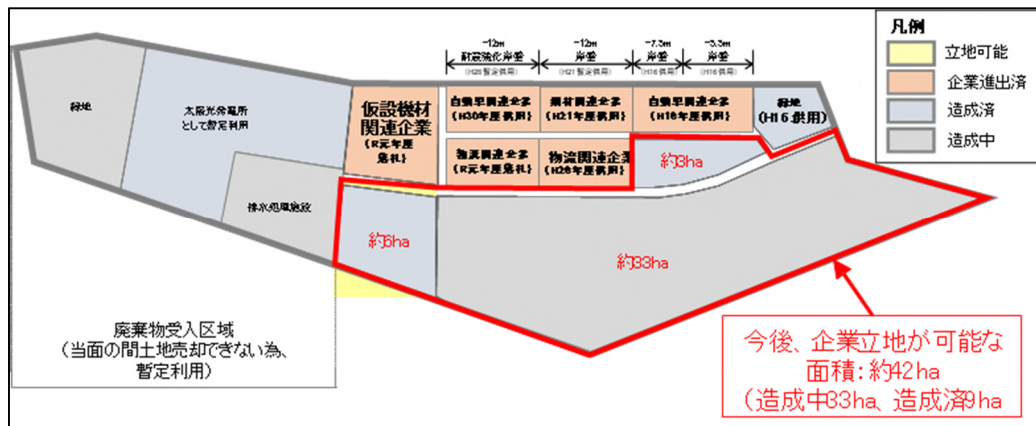 -12m
耐震強化岸壁
(H28暫定供用)
-12m
岸壁
(H21暫定供用)
-7.5m
岸壁
(H16供用)
-5.5m
岸壁
(H16供用)
凡例
立地可能
企業進出済
造成済
造成中
緑地
太陽光発電所
として暫定利用
仮設機材
関連企業
(R元年度
落札)
自動車関連企業
(H30年度供用)
鋼材関連企業
(H21年度供用)
自動車関連企業
(H18年度供用)
緑地
(H16供用)
物流関連企業
(R元年度落札)
物流関連企業
(H26年度供用)
約3ha
排水処理施設
約6ha
約33ha
廃棄物受入区域
(当面の間土地売却できない為、
暫定利用)
今後、企業立地が可能な
面積:約42ha
(造成中33ha、造成済9ha